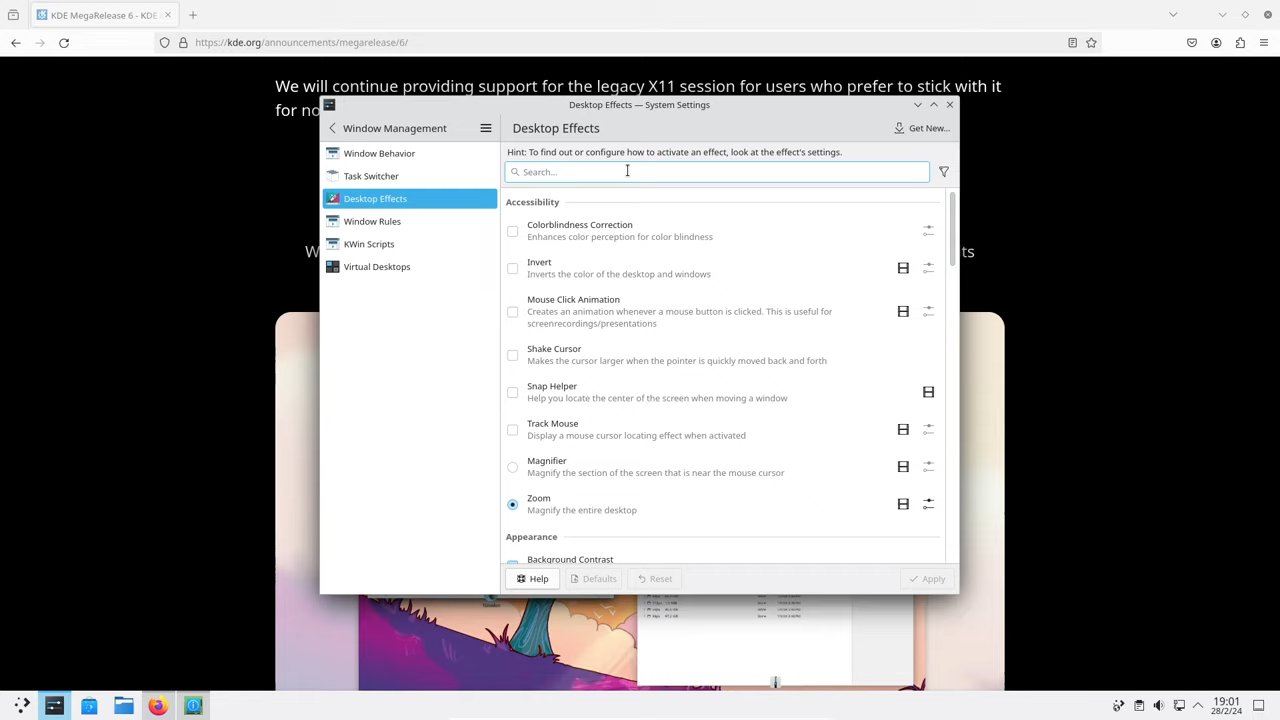 KDE MegaRelease 6 - KDE
https://kde.org/announcements/megarelease/6/
We will continue providing support for the legacy X11 session for users who prefer to stick with it
for no
Desktop Effects — System Settings
Window Management
Desktop Effects
Get New...
Window Behavior
Task Switcher
Desktop Effects
Window Rules
KWin Scripts
Virtual Desktops
Hint: To find out or configure how to activate an effect, look at the effect's settings.
Search...
Accessibility
Colorblindness Correction
Enhances color perception for color blindness
Invert
Inverts the color of the desktop and windows
Mouse Click Animation
Creates an animation whenever a mouse button is clicked. This is useful for
screenrecordings/presentations
Shake Cursor
Makes the cursor larger when the pointer is quickly moved back and forth
Snap Helper
Help you locate the center of the screen when moving a window
Track Mouse
Display a mouse cursor locating effect when activated
Magnifier
Magnify the section of the screen that is near the mouse cursor
Zoom
Magnify the entire desktop
Appearance
Background Contrast
Help
Defaults
Reset
Apply
W
ts
19:01
28/2/24